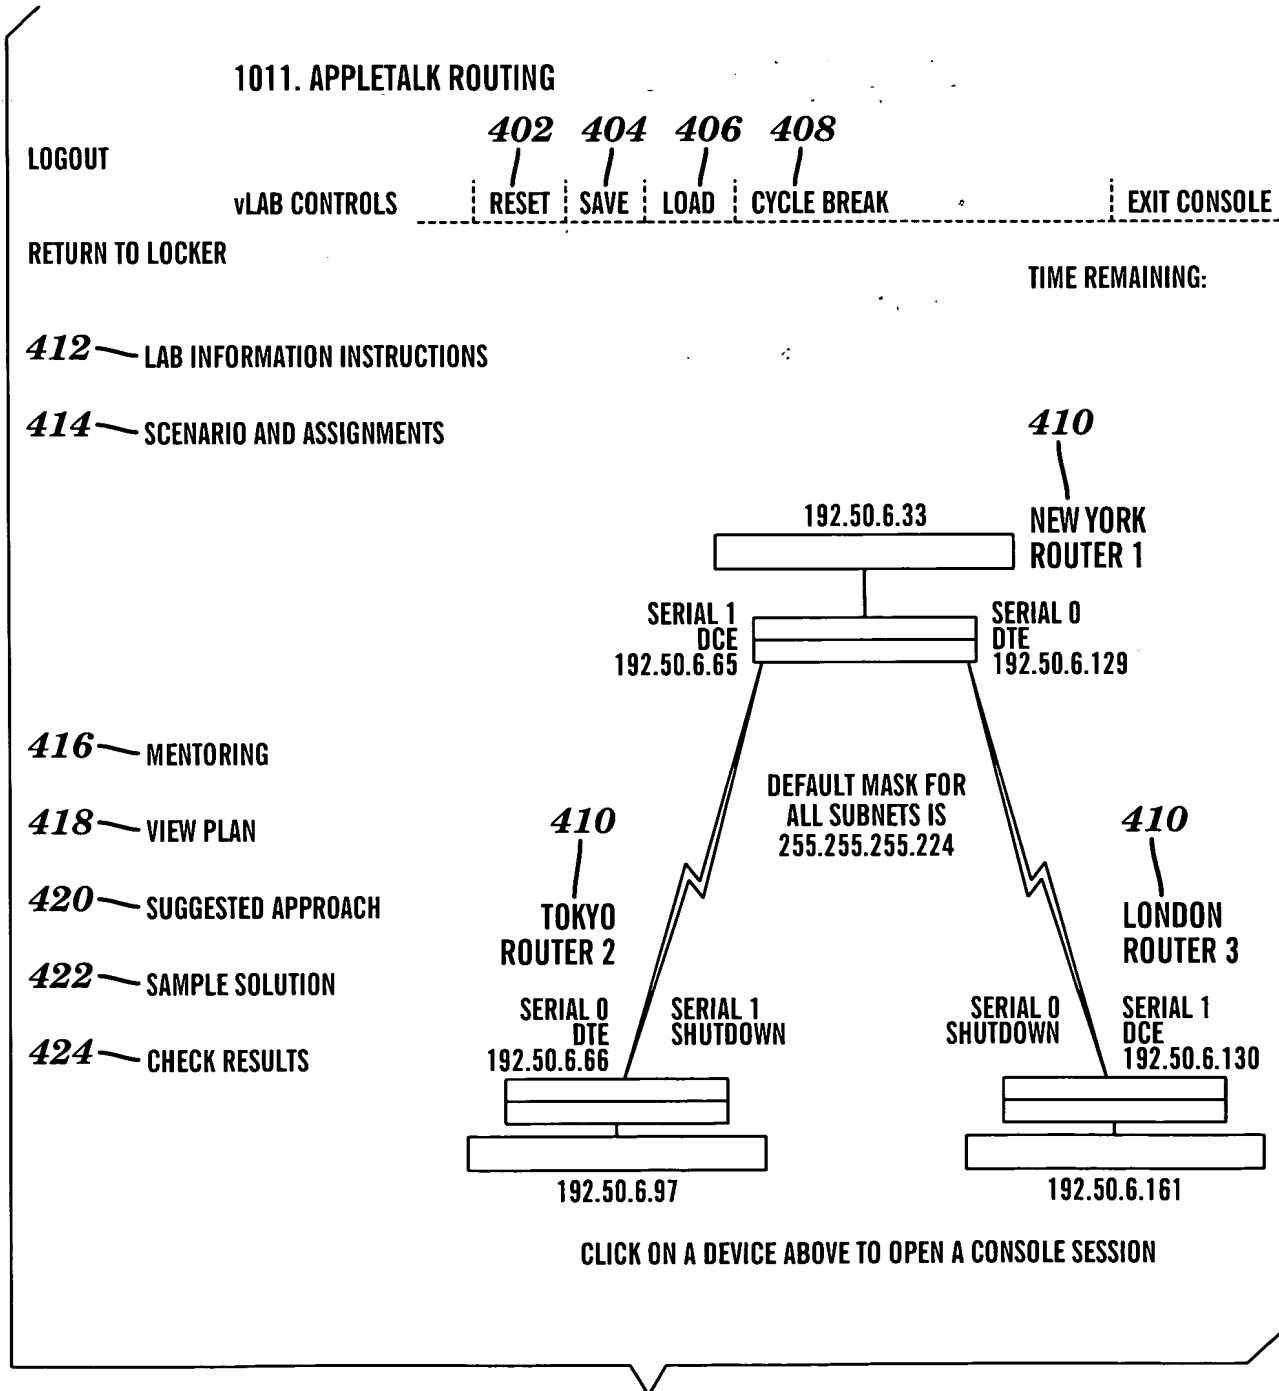 1011. APPLETALK ROUTING
402 404 406 408
LOGOUT
vLAB CONTROLS RESET SAVE LOAD CYCLE BREAK EXIT CONSOLE
RETURN TO LOCKER
TIME REMAINING:
412 LAB INFORMATION INSTRUCTIONS
414 SCENARIO AND ASSIGNMENTS
410
192.50.6.33
NEW YORK
ROUTER 1
SERIAL 1
DCE
192.50.6.65
SERIAL 0
DTE
192.50.6.129
416 MENTORING
DEFAULT MASK FOR
ALL SUBNETS IS
255.255.255.224
418 VIEW PLAN
410
410
420 SUGGESTED APPROACH
TOKYO
ROUTER 2
LONDON
ROUTER 3
422 SAMPLE SOLUTION
SERIAL 0
DTE
192.50.6.66
SERIAL 1
SHUTDOWN
SERIAL 0
SHUTDOWN
SERIAL 1
DCE
192.50.6.130
424 CHECK RESULTS
192.50.6.97
192.50.6.161
CLICK ON A DEVICE ABOVE TO OPEN A CONSOLE SESSION